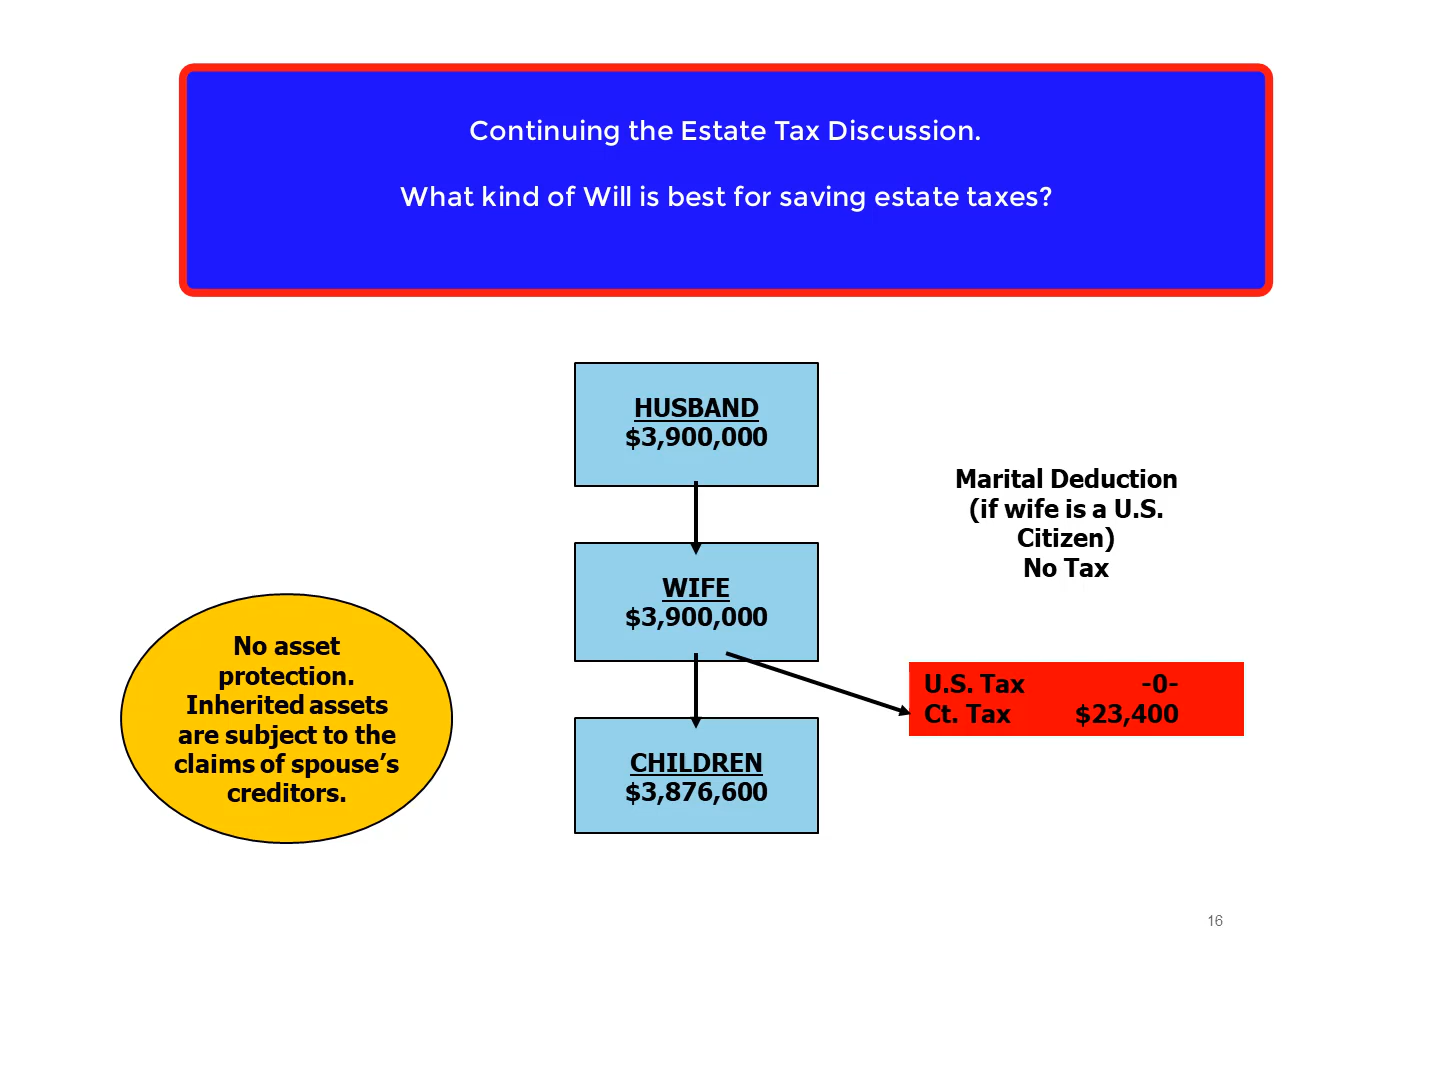 Continuing the Estate Tax Discussion.
What kind of Will is best for saving estate taxes?
HUSBAND
$3,900,000
Marital Deduction
(if wife is a U.S.
Citizen)
No Tax
WIFE
$3,900,000
No asset
protection.
Inherited assets
are subject to the
claims of spouse’s
creditors.
U.S. Tax -0-
Ct. Tax $23,400
CHILDREN
$3,876,600
16